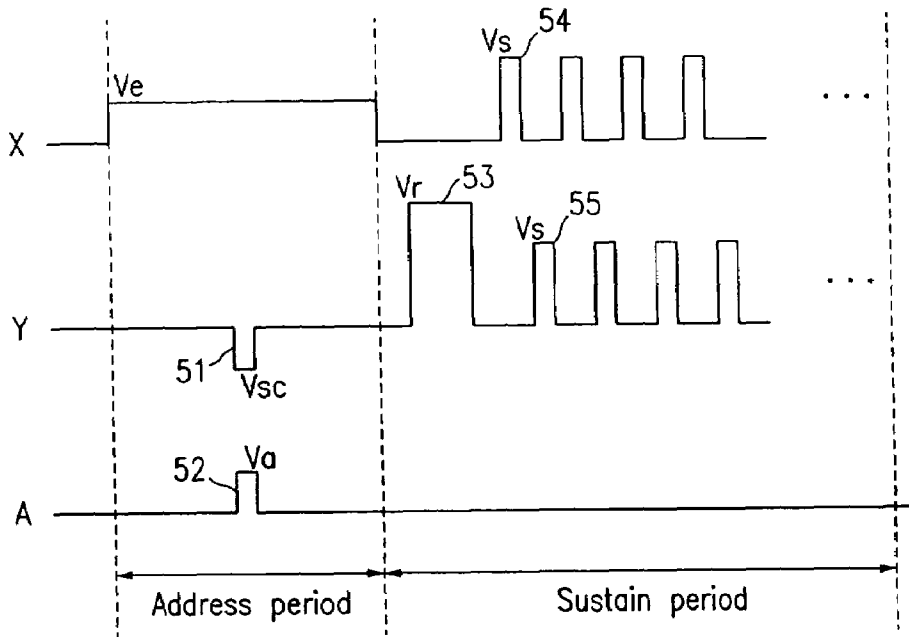 Vs 54
Ve
...
X
Vr 53
Vs 55
...
Y
51
Vsc
52 Va
A
Address period
Sustain period